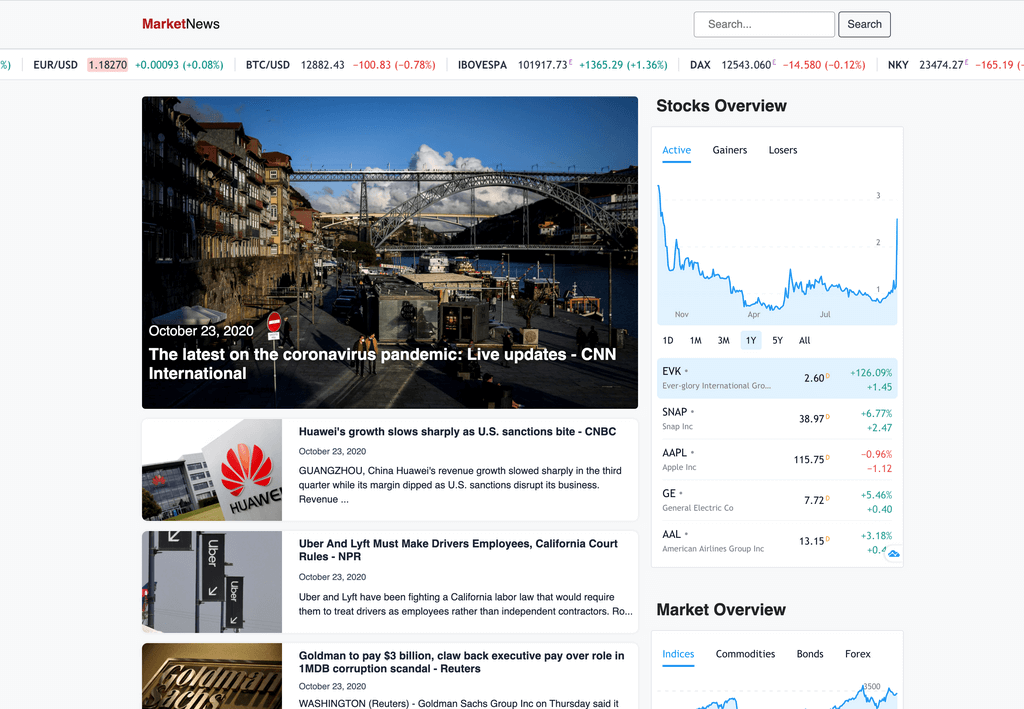 MarketNews
Search...
Search
%)
EUR/USD 1.18270 +0.00093 (+0.08%)
BTC/USD 12882.43 −100.83 (−0.78%)
IBOVESPA 101917.73 E +1365.29 (+1.36%)
DAX 12543.060 E −14.580 (−0.12%)
NKY 23474.27 E −165.19 (−
October 23, 2020
The latest on the coronavirus pandemic: Live updates - CNN
International
HUAWEI
Huawei's growth slows sharply as U.S. sanctions bite - CNBC
October 23, 2020
GUANGZHOU, China Huawei's revenue growth slowed sharply in the third
quarter while its margin dipped as U.S. sanctions disrupt its business.
Revenue ...
Uber
Uber
Uber And Lyft Must Make Drivers Employees, California Court
Rules - NPR
October 23, 2020
Uber and Lyft have been fighting a California labor law that would require
them to treat drivers as employees rather than independent contractors. Ro...
Goldman
Sachs
Goldman to pay $3 billion, claw back executive pay over role in
1MDB corruption scandal - Reuters
October 23, 2020
WASHINGTON (Reuters) - Goldman Sachs Group Inc on Thursday said it
Stocks Overview
Active Gainers Losers
3
2
1
Nov Apr Jul
1D 1M 3M 1Y 5Y All
EVK 2.60 D +126.09%
Ever-glory International Gro... +1.45
SNAP 38.97 D +6.77%
Snap Inc +2.47
AAPL 115.75 D −0.96%
Apple Inc −1.12
GE 7.72 D +5.46%
General Electric Co +0.40
AAL 13.15 D +3.18%
American Airlines Group Inc +0.4
Market Overview
Indices Commodities Bonds Forex
3500